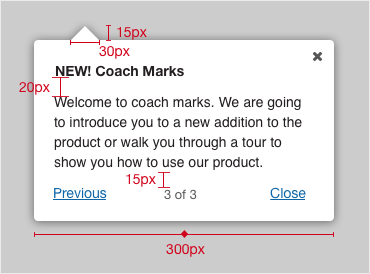 15px
30px
NEW! Coach Marks
20px
Welcome to coach marks. We are going
to introduce you to a new addition to the
product or walk you through a tour to
show you how to use our product.
15px
Previous 3 of 3 Close
300px